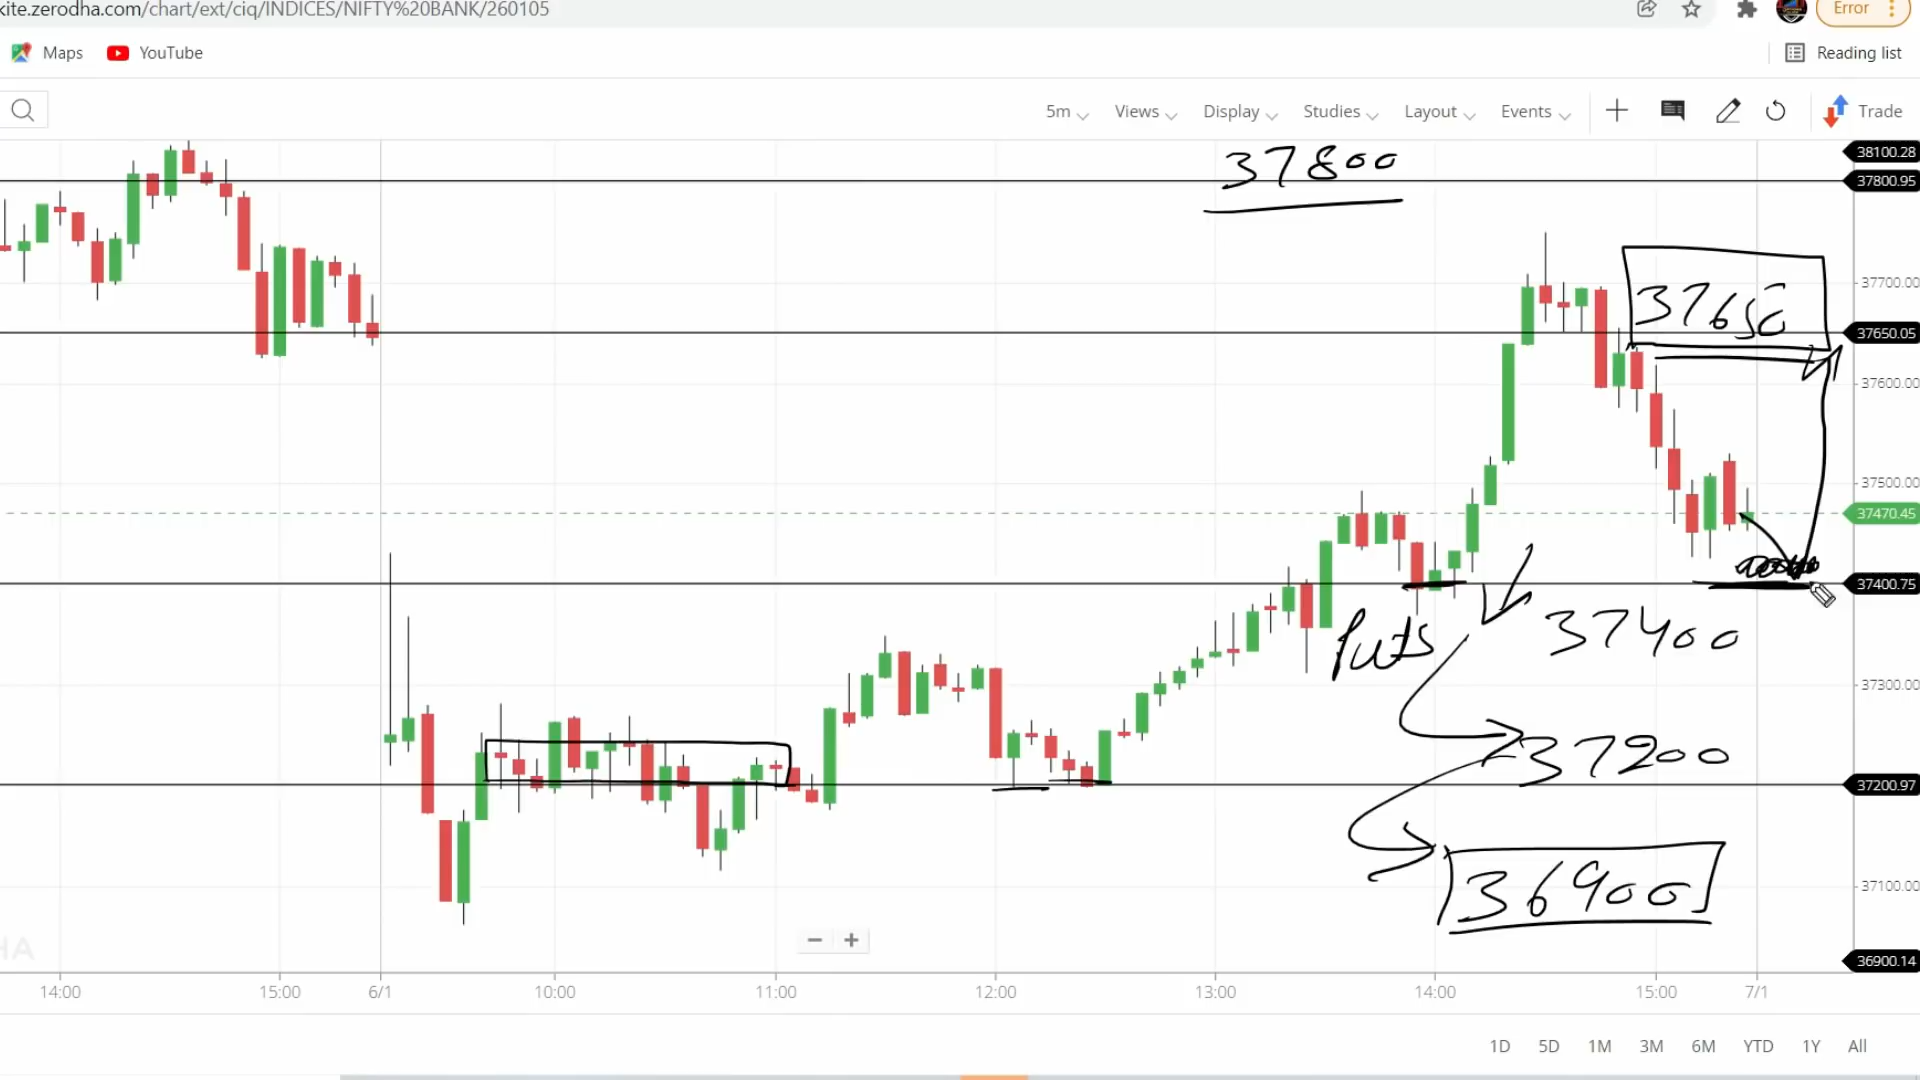 kite.zerodha.com/chart/ext/ciq/INDICES/NIFTY%20BANK/260105
Error
Maps
YouTube
Reading list
5m
Views
Display
Studies
Layout
Events
Trade
38100.28
37800
37800.95
37700.00
37650
37650.05
37600.00
37500.00
37470.45
37400.75
Puts
37400
37300.00
37200
37200.97
36900
37100.00
HA
36900.14
14:00 15:00 6/1 10:00 11:00 12:00 13:00 14:00 15:00 7/1
1D 5D 1M 3M 6M YTD 1Y All